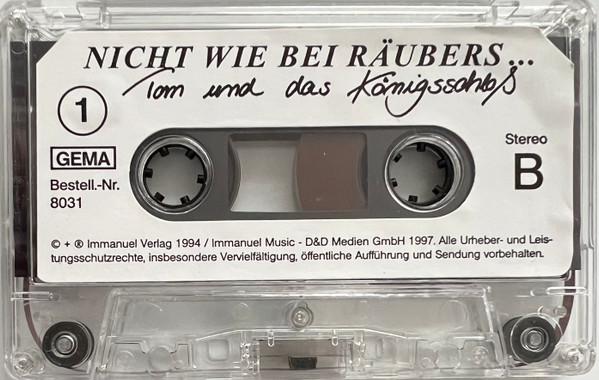 NICHT WIE BEI RÄUBERS...
Tom und das Königsschloß
1
GEMA
Bestell.-Nr.
8031
Stereo
B
© + ℗ Immanuel Verlag 1994 / Immanuel Music - D&D Medien GmbH 1997. Alle Urheber- und Leis-
tungsschutzrechte, insbesondere Vervielfältigung, öffentliche Aufführung und Sendung vorbehalten.